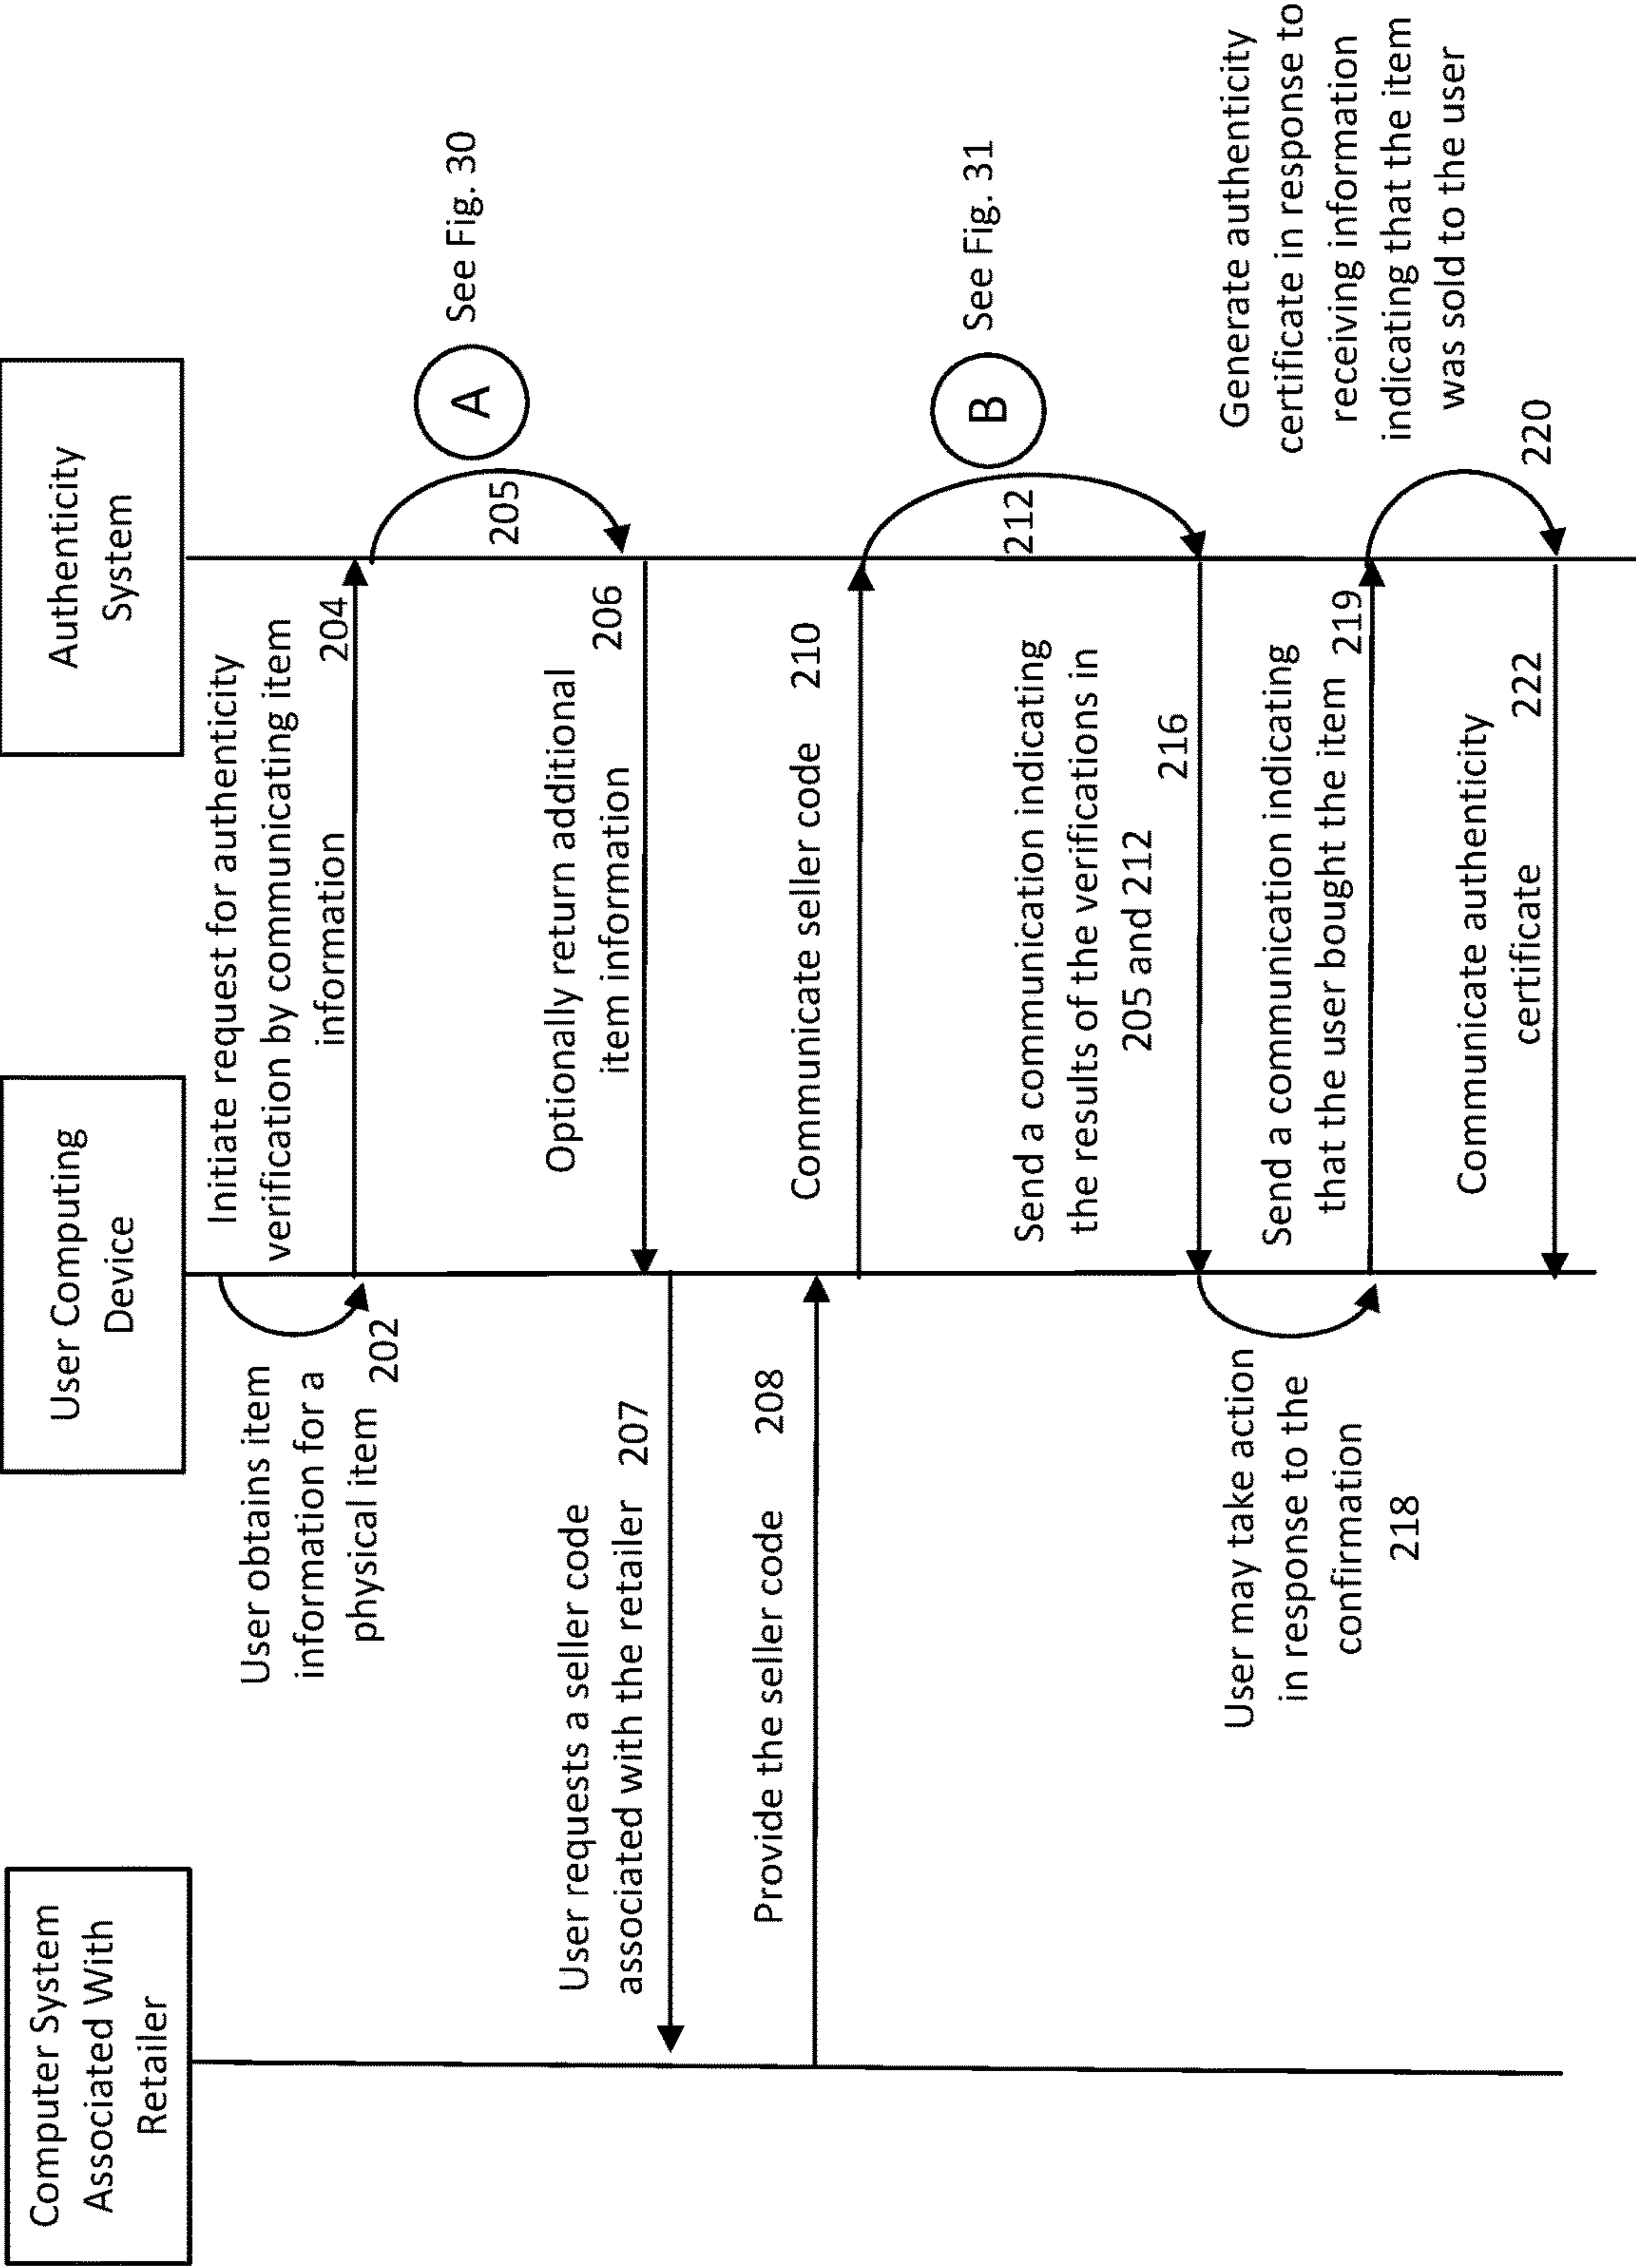 Computer System
Associated With
Retailer
User Computing
Device
Authenticity
System
User obtains item
information for a
physical item 202
Initiate request for authenticity
verification by communicating item
information
204
A
See Fig. 30
205
Optionally return additional
item information
206
User requests a seller code
associated with the retailer 207
Provide the seller code 208
Communicate seller code 210
B
See Fig. 31
212
Send a communication indicating
the results of the verifications in
205 and 212
216
User may take action
in response to the
confirmation
218
Send a communication indicating
that the user bought the item 219
Generate authenticity
certificate in response to
receiving information
indicating that the item
was sold to the user
220
Communicate authenticity
certificate
222